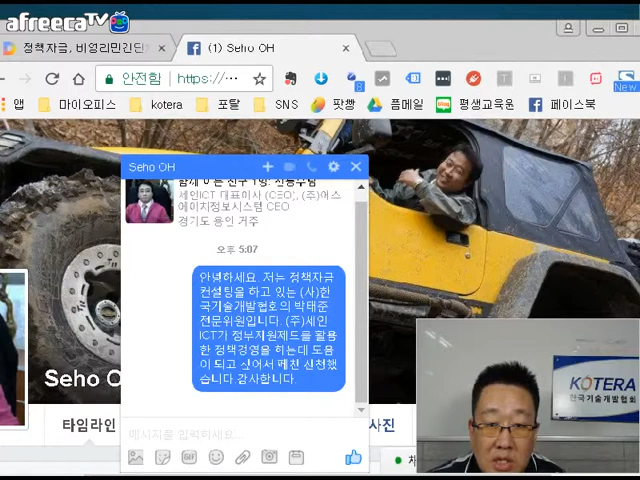 afreecaTV
정책자금, 비영리민간단
(1) Seho OH
안전함 https://...
8
New
앱 마이오피스 kotera 포탈 SNS 팟빵 플메일 평생교육원 페이스북
Seho OH
세인ICT 대표이사 (CEO), (주)어스
에이치정보시스템 CEO
경기도 용인 거주
오후 5:07
안녕하세요. 저는 정책자금
컨설팅을 하고 있는 (사)한
국기술개발협회의 박태준
전문위원입니다. (주)세인
ICT가 정부지원제도를 활용
한 정책경영을 하는데 도움
이 되고 싶어서 페친 신청했
습니다. 감사합니다.
KOTERA
한국기술개발협회
Seho
타임라인
사진
메시지를 입력하세요...
GIF